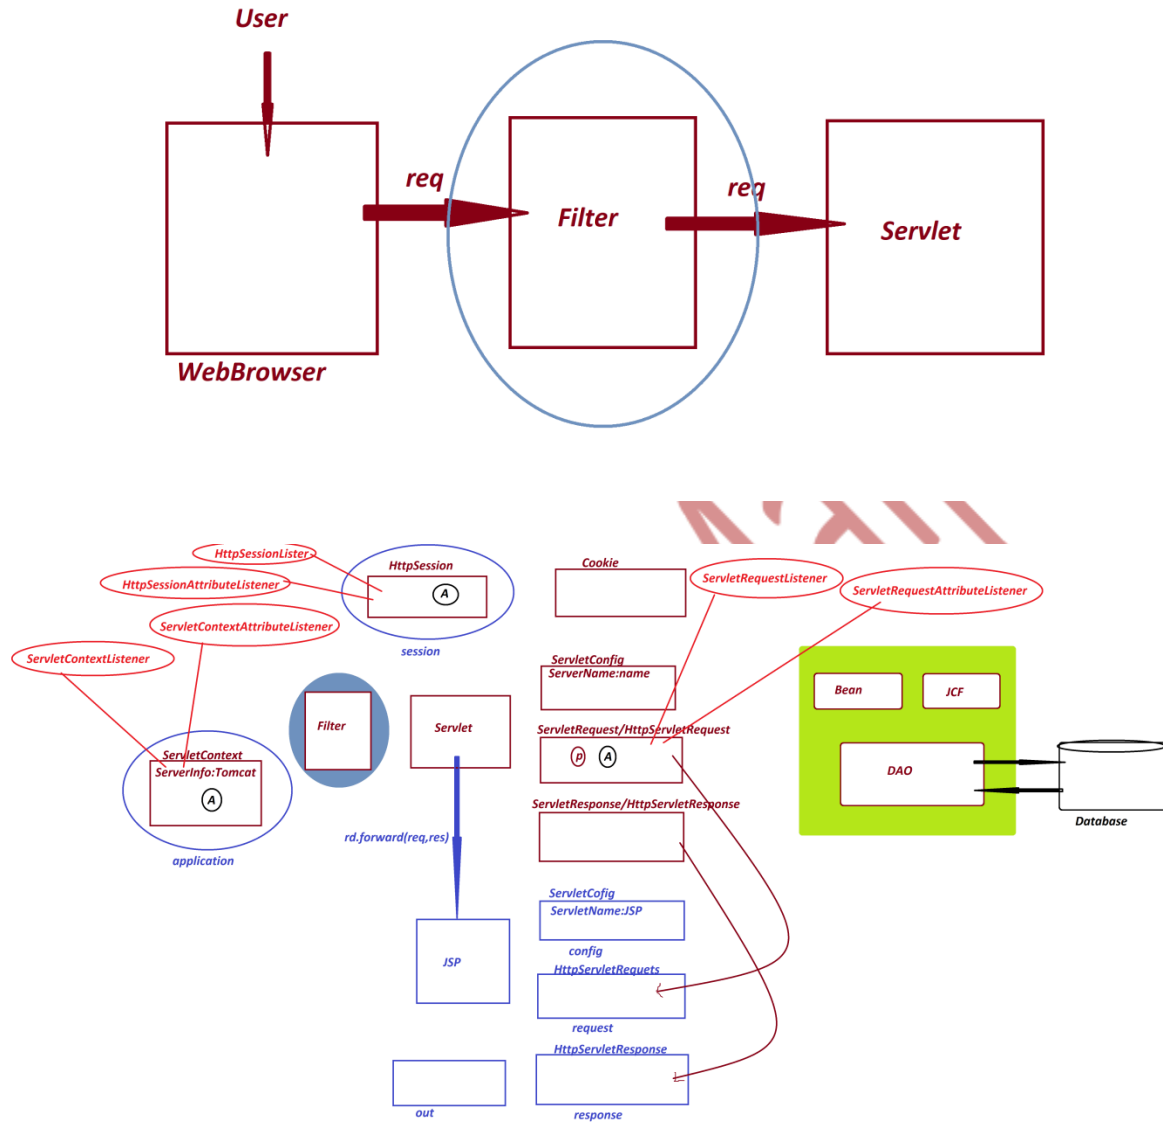 User
req
Filter
req
Servlet
WebBrowser
HttpSessionLister
HttpSession
Cookie
ServletRequestListener
HttpSessionAttributeListener
A
ServletRequestAttributeListener
ServletContextAttributeListener
session
ServletContextListener
ServletConfig
ServerName:name
Bean
JCF
Filter
Servlet
ServletRequest/HttpServletRequest
p
A
ServletContext
ServerInfo:Tomcat
A
DAO
ServletResponse/HttpServletResponse
Database
rd.forward(req,res)
application
ServletCofig
ServletName:JSP
config
JSP
HttpServletRequets
request
HttpServletResponse
out
response